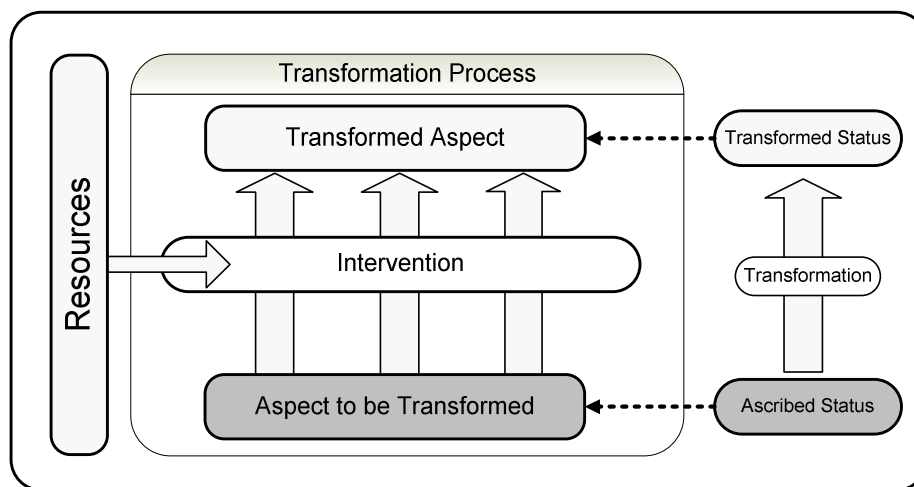 Transformation Process
Transformed Aspect
Transformed Status
Resources
Intervention
Transformation
Aspect to be Transformed
Ascribed Status